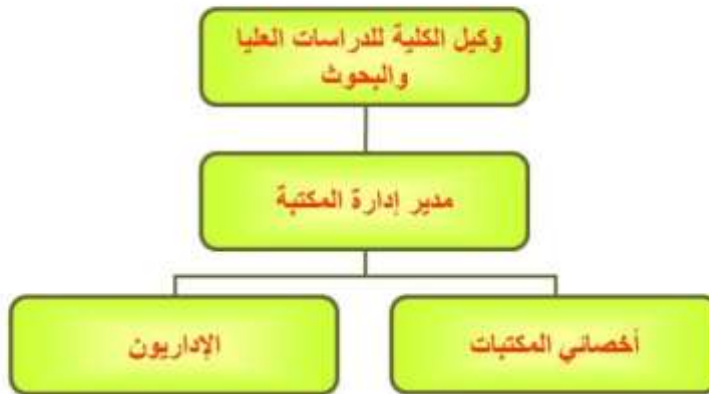 وكيل الكلية للدراسات العليا
والبحوث
مدير إدارة المكتبة
أخصائي المكتبات
الإداريون